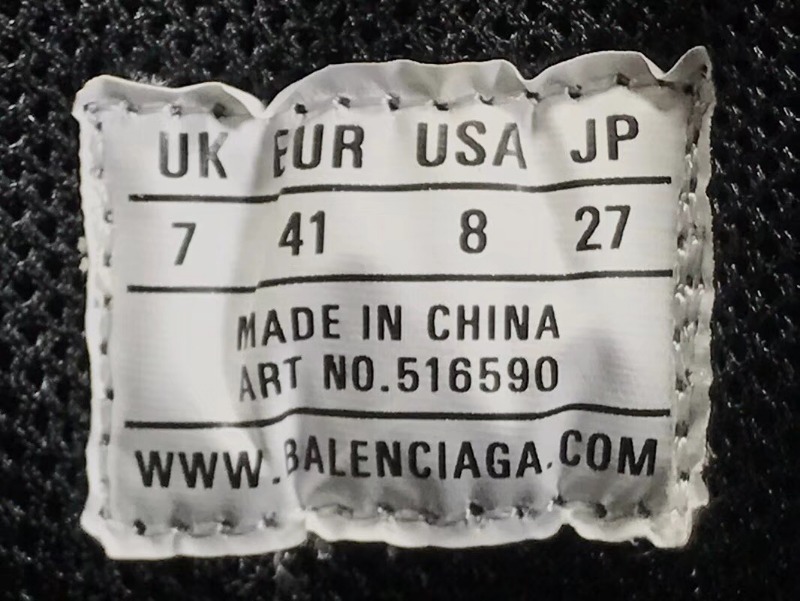 UK EUR USA JP
7 41 8 27
MADE IN CHINA
ART NO.516590
WWW.BALENCIAGA.COM